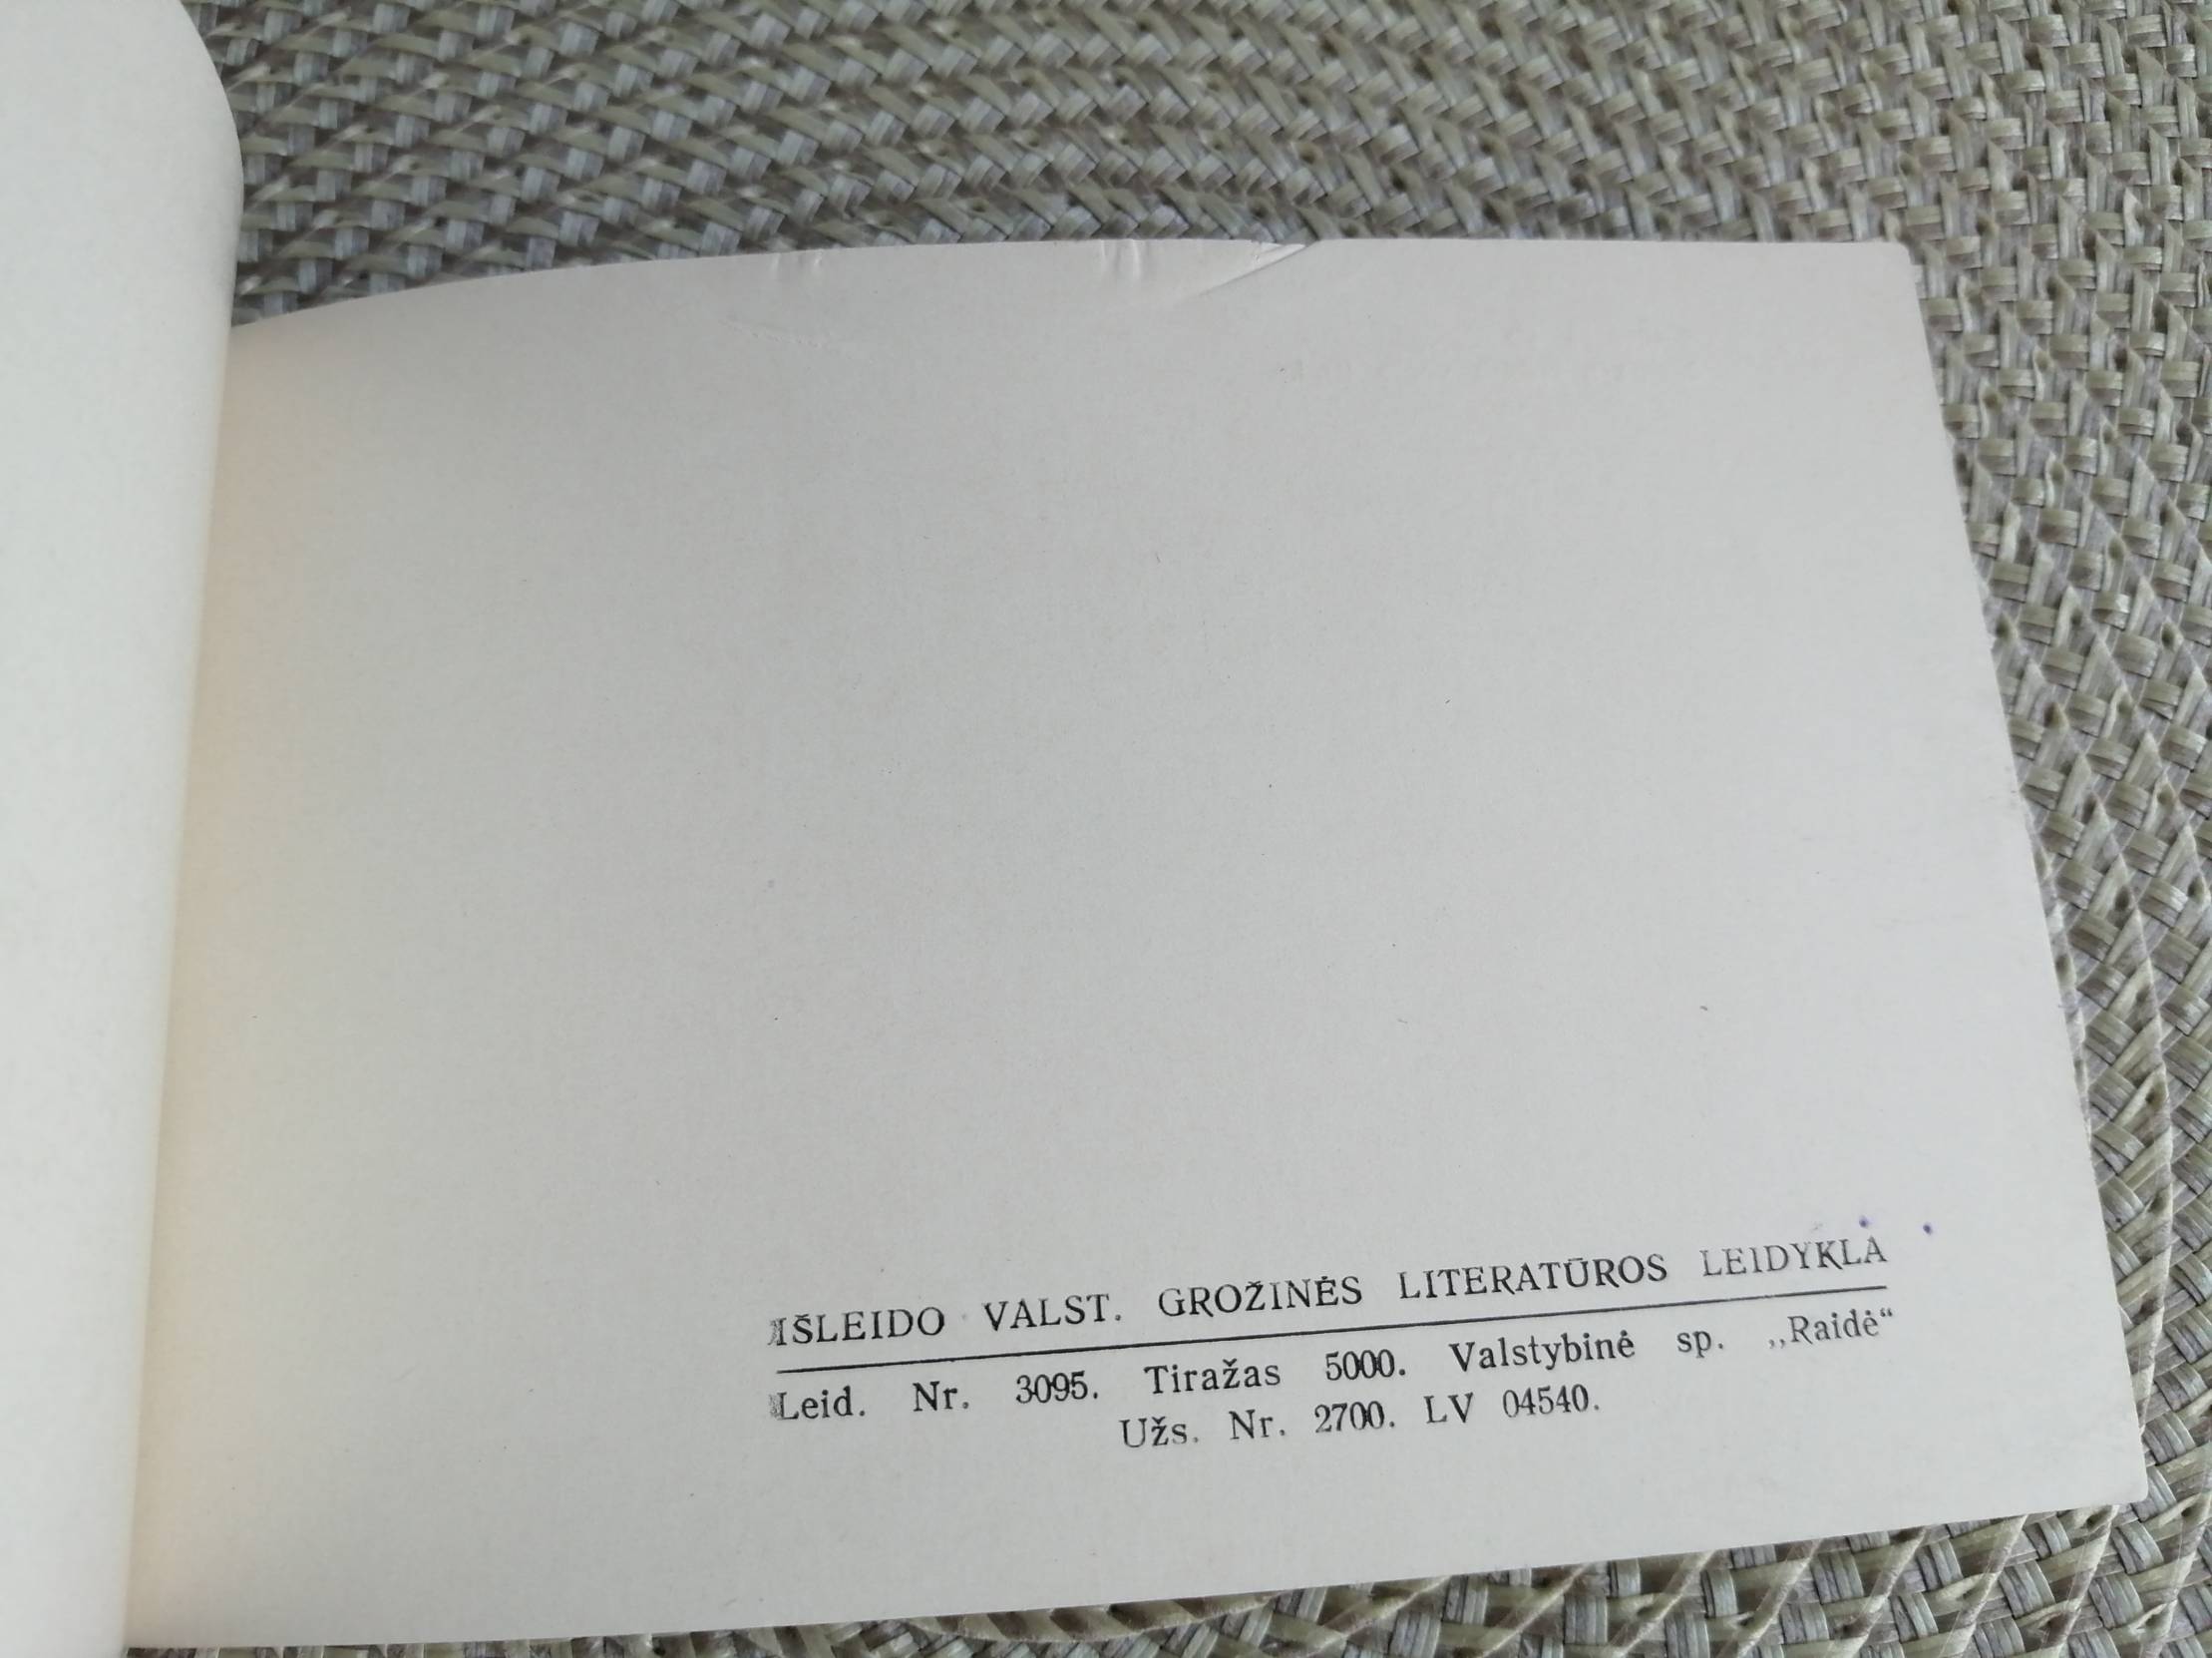 IŠLEIDO VALST. GROŽINĖS LITERATŪROS LEIDYKLA
Leid. Nr. 3095. Tiražas 5000. Valstybinė sp. „Raidė“
Užs. Nr. 2700. LV 04540.